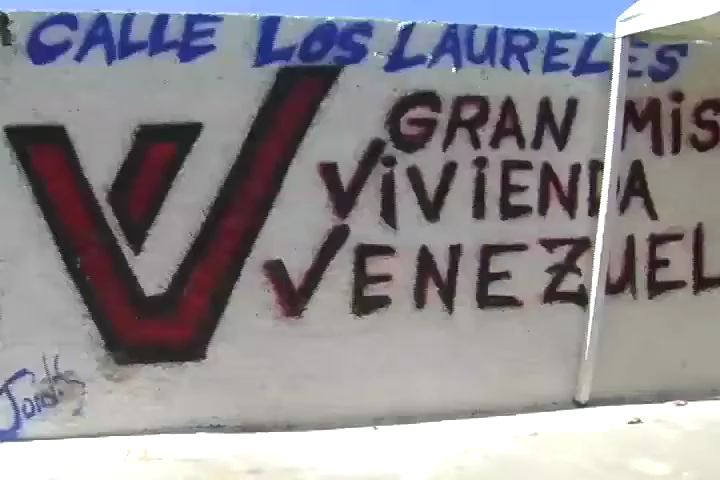 CALLE LOS LAURELES
GRAN MiS
ViViENDA
VENEZUEL